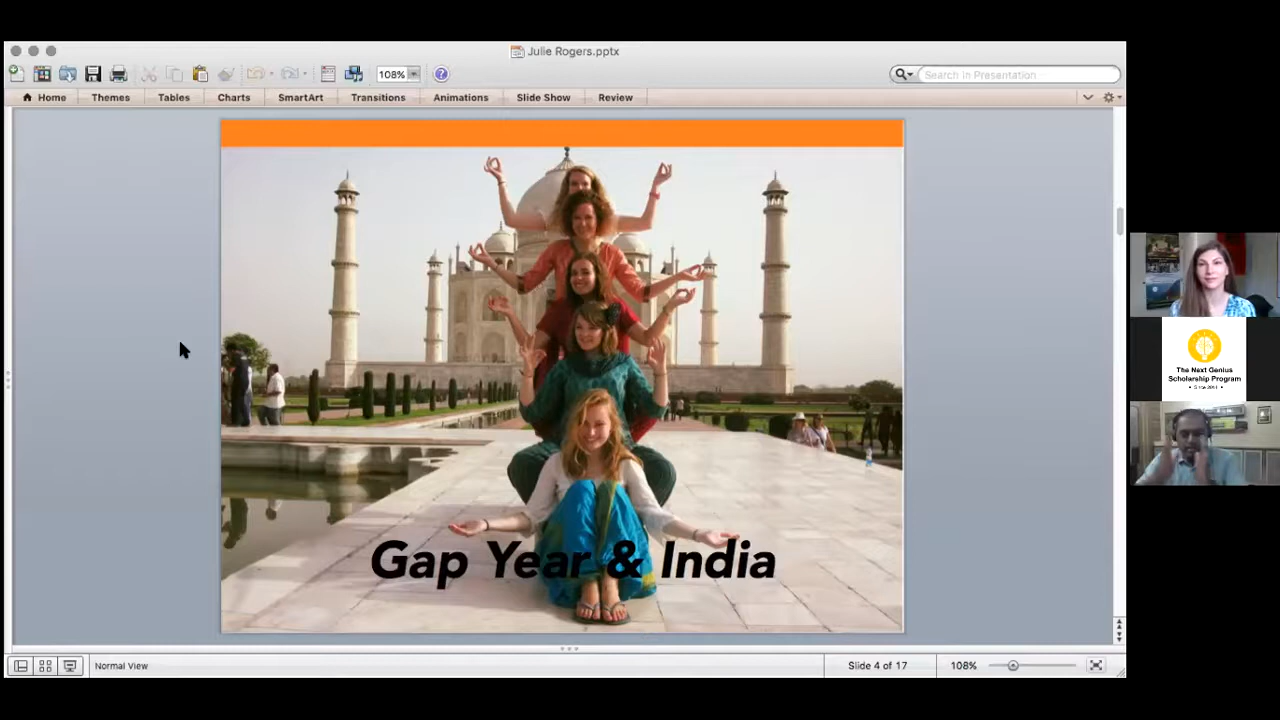 Julie Rogers.pptx
108%
Search in Presentation
Home Themes Tables Charts SmartArt Transitions Animations Slide Show Review
Gap Year & India
The Next Genius
Scholarship Program
Normal View
Slide 4 of 17
108%